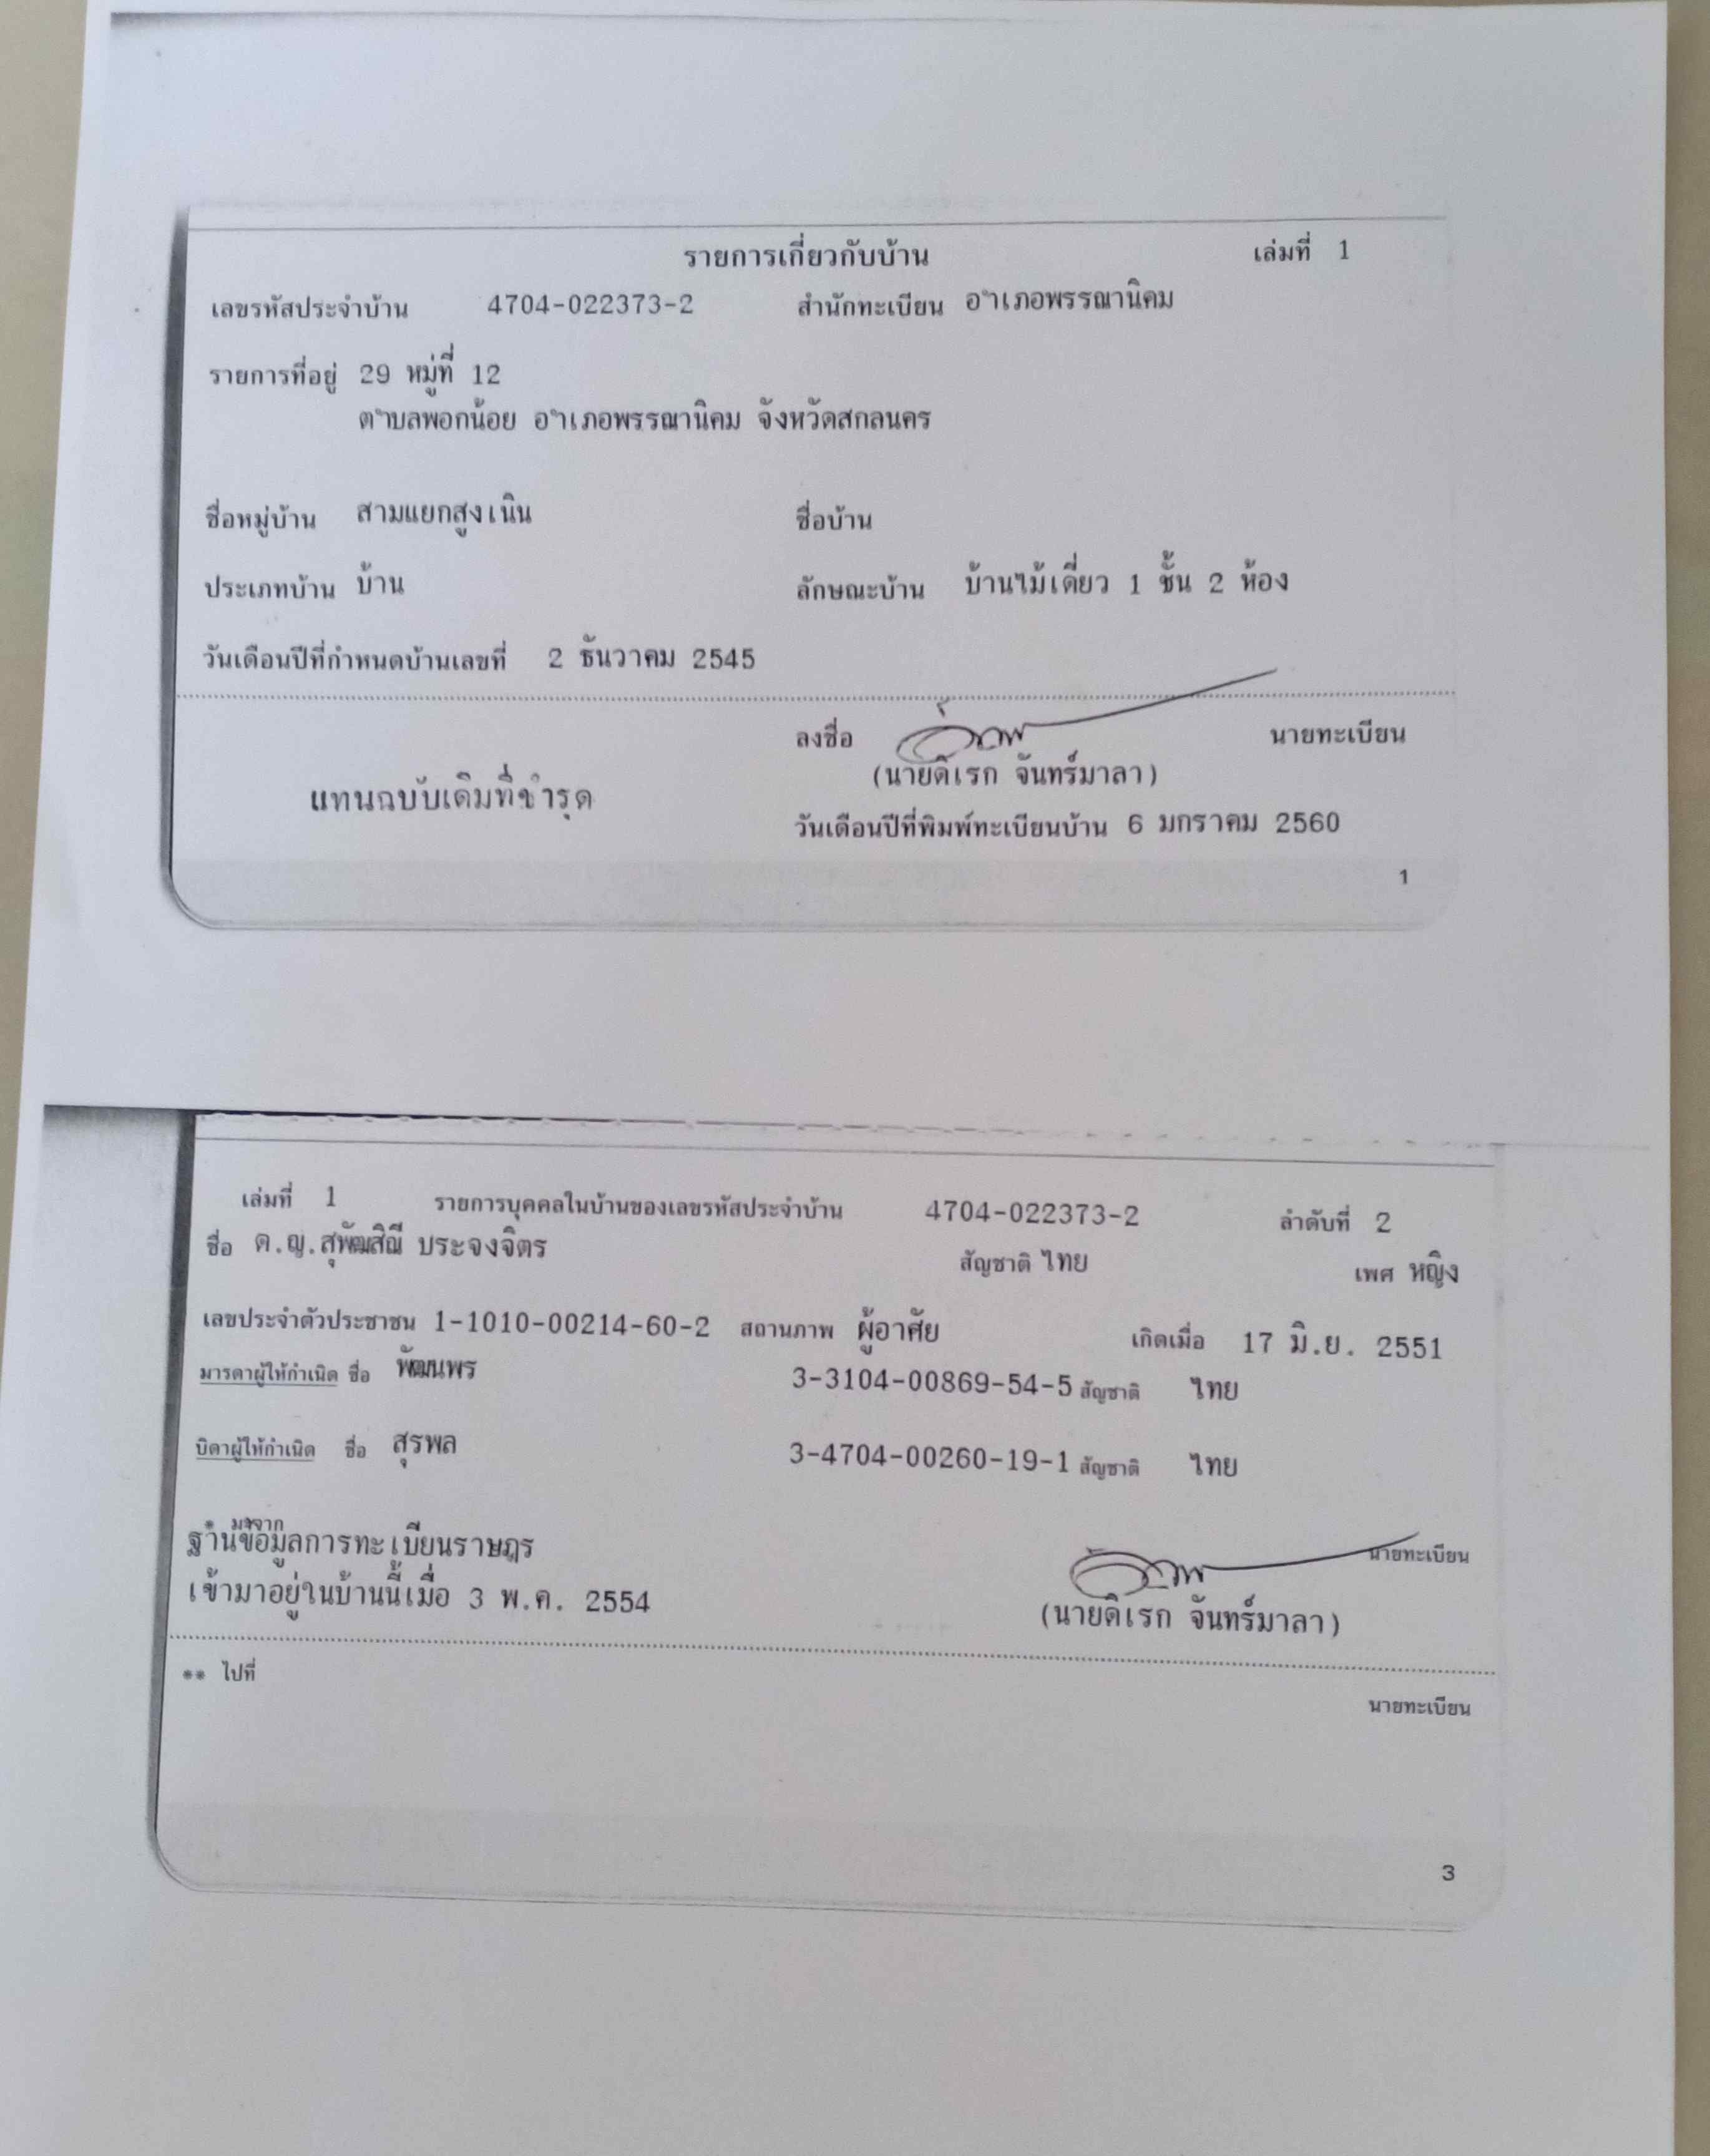 รายการเกี่ยวกับบ้าน เล่มที่ 1
เลขรหัสประจำบ้าน 4704-022373-2 สำนักทะเบียน อำเภอพรรณานิคม
รายการที่อยู่ 29 หมู่ที่ 12
ตำบลพอกน้อย อำเภอพรรณานิคม จังหวัดสกลนคร
ชื่อหมู่บ้าน สามแยกสูงเนิน ชื่อบ้าน
ประเภทบ้าน บ้าน ลักษณะบ้าน บ้านไม้เดี่ยว 1 ชั้น 2 ห้อง
วันเดือนปีที่กำหนดบ้านเลขที่ 2 ธันวาคม 2545
ลงชื่อ นายทะเบียน
(นายดิเรก จันทร์มาลา)
แทนฉบับเดิมที่ชำรุด
วันเดือนปีที่พิมพ์ทะเบียนบ้าน 6 มกราคม 2560
1
เล่มที่ 1 รายการบุคคลในบ้านของเลขรหัสประจำบ้าน 4704-022373-2 ลำดับที่ 2
ชื่อ ด.ญ.สุพัฒสิณี ประจงจิตร สัญชาติ ไทย เพศ หญิง
เลขประจำตัวประชาชน 1-1010-00214-60-2 สถานภาพ ผู้อาศัย เกิดเมื่อ 17 มิ.ย. 2551
มารดาผู้ให้กำเนิด ชื่อ พัฒนพร 3-3104-00869-54-5 สัญชาติ ไทย
บิดาผู้ให้กำเนิด ชื่อ สุรพล 3-4704-00260-19-1 สัญชาติ ไทย
* มาจาก
ฐานข้อมูลการทะเบียนราษฎร นายทะเบียน
เข้ามาอยู่ในบ้านนี้เมื่อ 3 พ.ค. 2554 (นายดิเรก จันทร์มาลา)
** ไปที่
นายทะเบียน
3